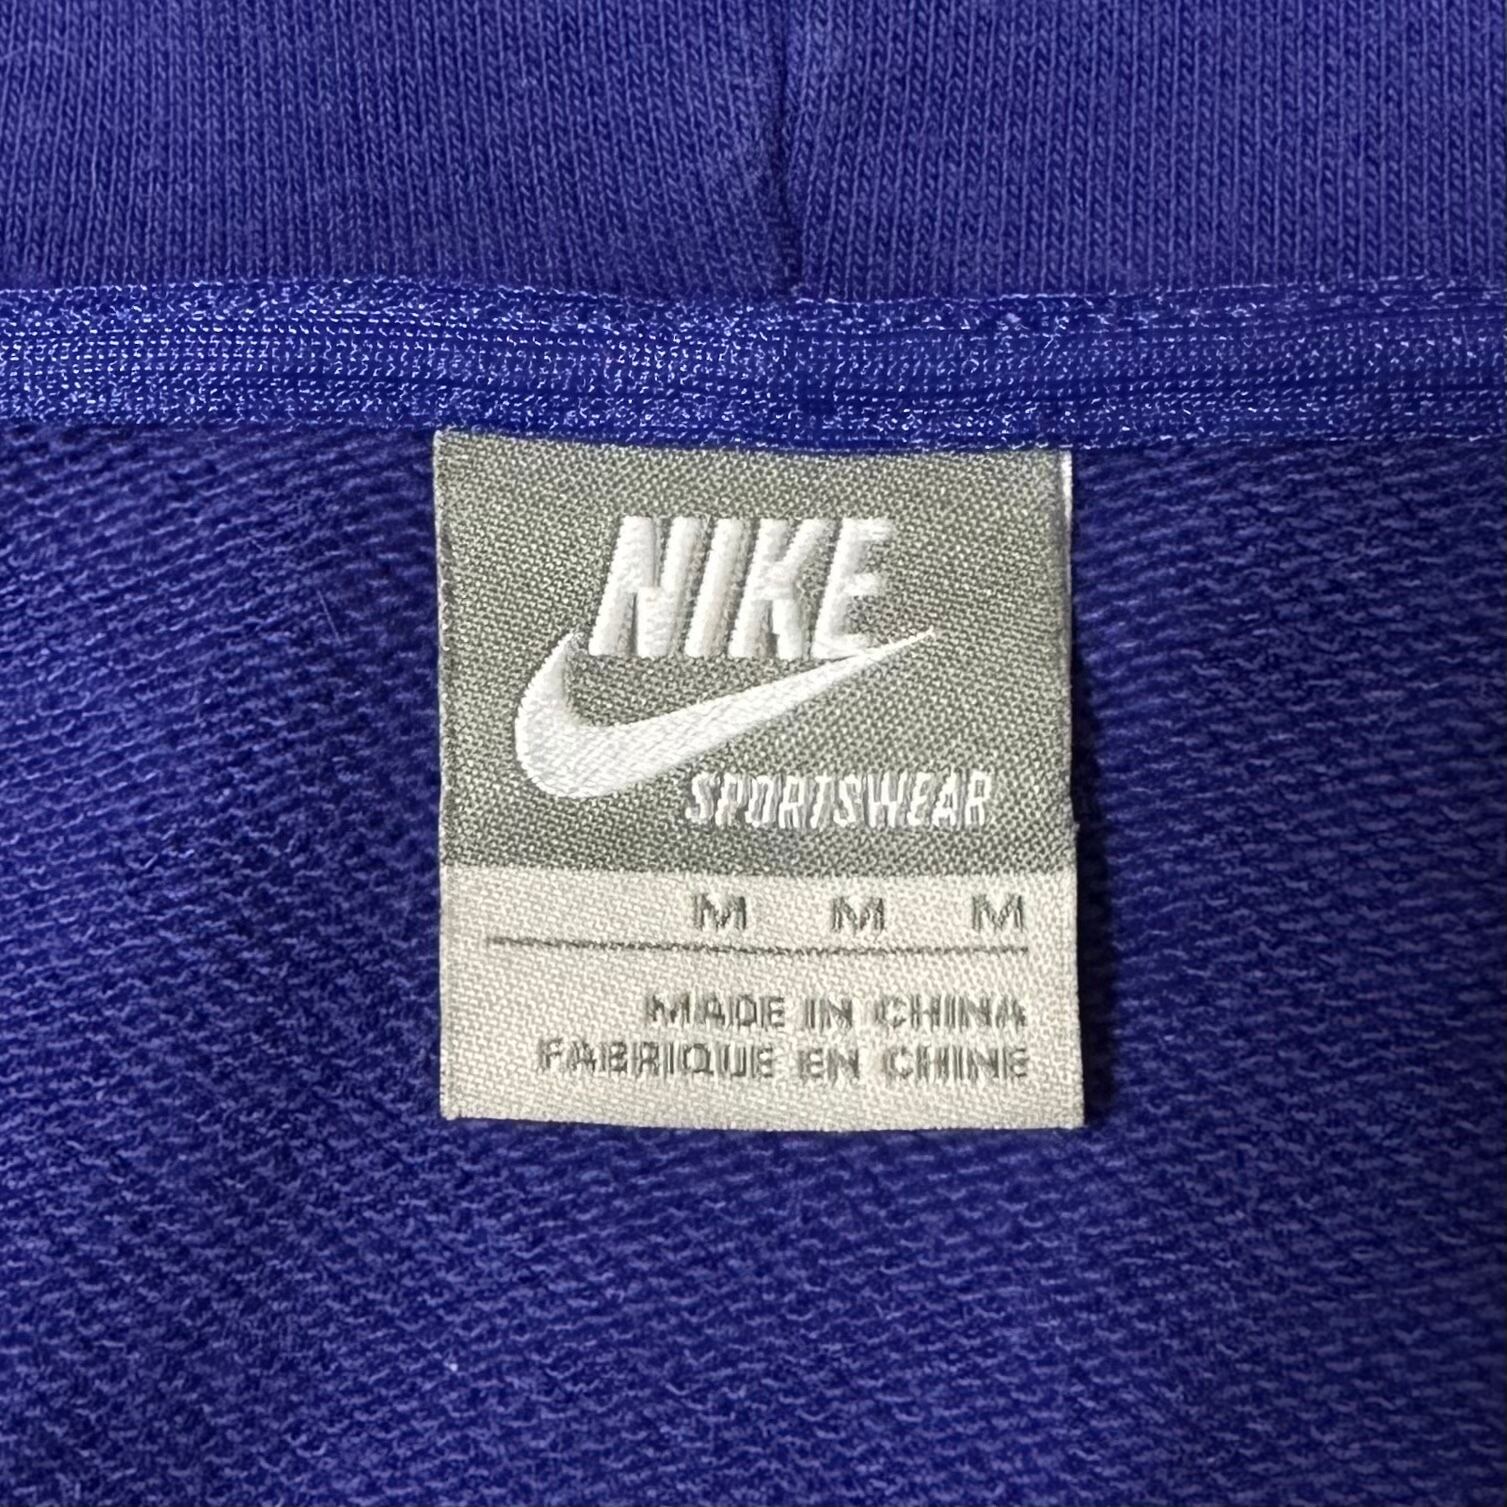 NIKE
SPORTSWEAR
M M M
MADE IN CHINA
FABRIQUE EN CHINE